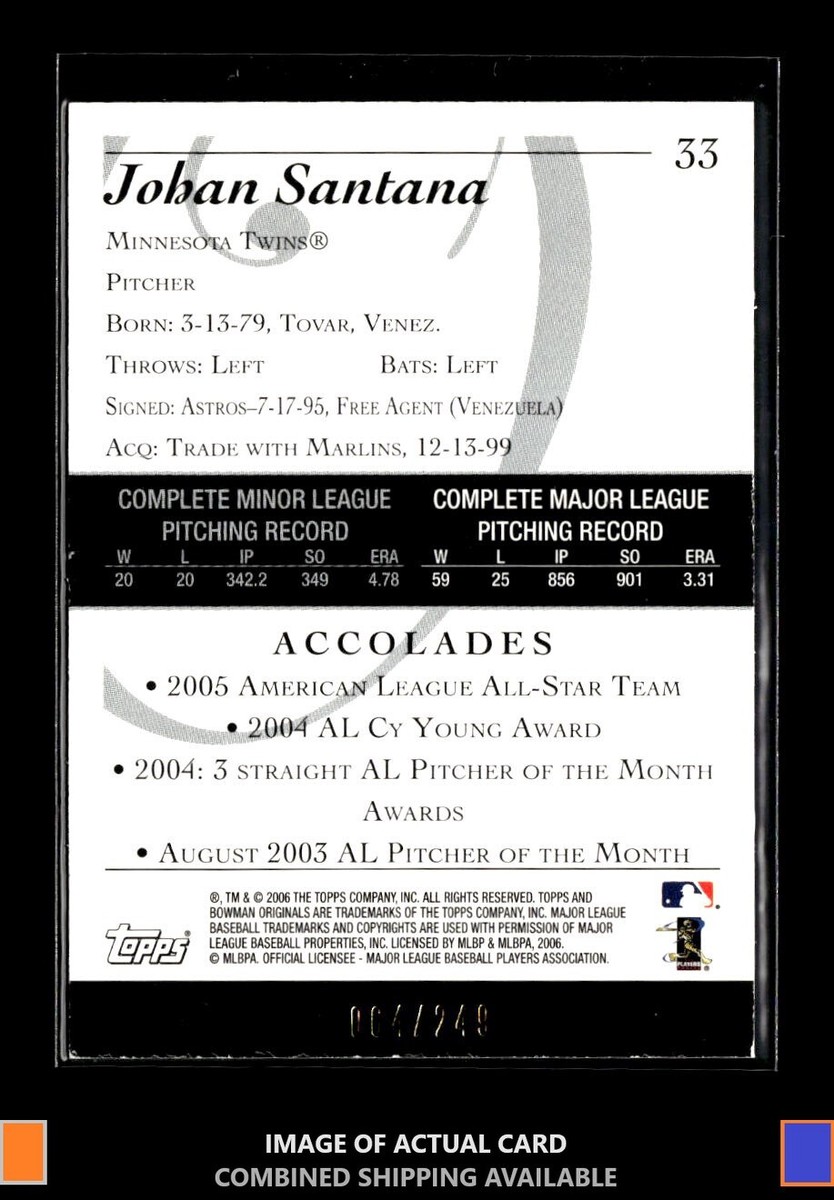 33
Johan Santana
Minnesota Twins®
Pitcher
Born: 3-13-79, Tovar, Venez.
Throws: Left Bats: Left
Signed: Astros–7-17-95, Free Agent (Venezuela)
Acq: Trade with Marlins, 12-13-99
COMPLETE MINOR LEAGUE COMPLETE MAJOR LEAGUE
PITCHING RECORD PITCHING RECORD
W L IP SO ERA W L IP SO ERA
20 20 342.2 349 4.78 59 25 856 901 3.31
ACCOLADES
• 2005 American League All-Star Team
• 2004 AL Cy Young Award
• 2004: 3 straight AL Pitcher of the Month
Awards
• August 2003 AL Pitcher of the Month
®, TM & © 2006 THE TOPPS COMPANY, INC. ALL RIGHTS RESERVED. TOPPS AND
BOWMAN ORIGINALS ARE TRADEMARKS OF THE TOPPS COMPANY, INC. MAJOR LEAGUE
BASEBALL TRADEMARKS AND COPYRIGHTS ARE USED WITH PERMISSION OF MAJOR
LEAGUE BASEBALL PROPERTIES, INC. LICENSED BY MLBP & MLBPA, 2006.
© MLBPA. OFFICIAL LICENSEE - MAJOR LEAGUE BASEBALL PLAYERS ASSOCIATION.
Topps®
PLAYERS
004/249
IMAGE OF ACTUAL CARD
COMBINED SHIPPING AVAILABLE